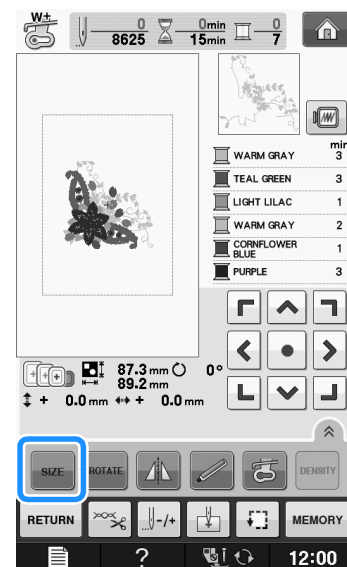 W+
0 0min 0
8625 15min 7
min
WARM GRAY 3
TEAL GREEN 3
LIGHT LILAC 1
WARM GRAY 2
CORNFLOWER
BLUE 1
PURPLE 3
87.3 mm 0°
89.2 mm
+ 0.0 mm + 0.0 mm
SIZE ROTATE DENSITY
RETURN -/+ MEMORY
? 12:00